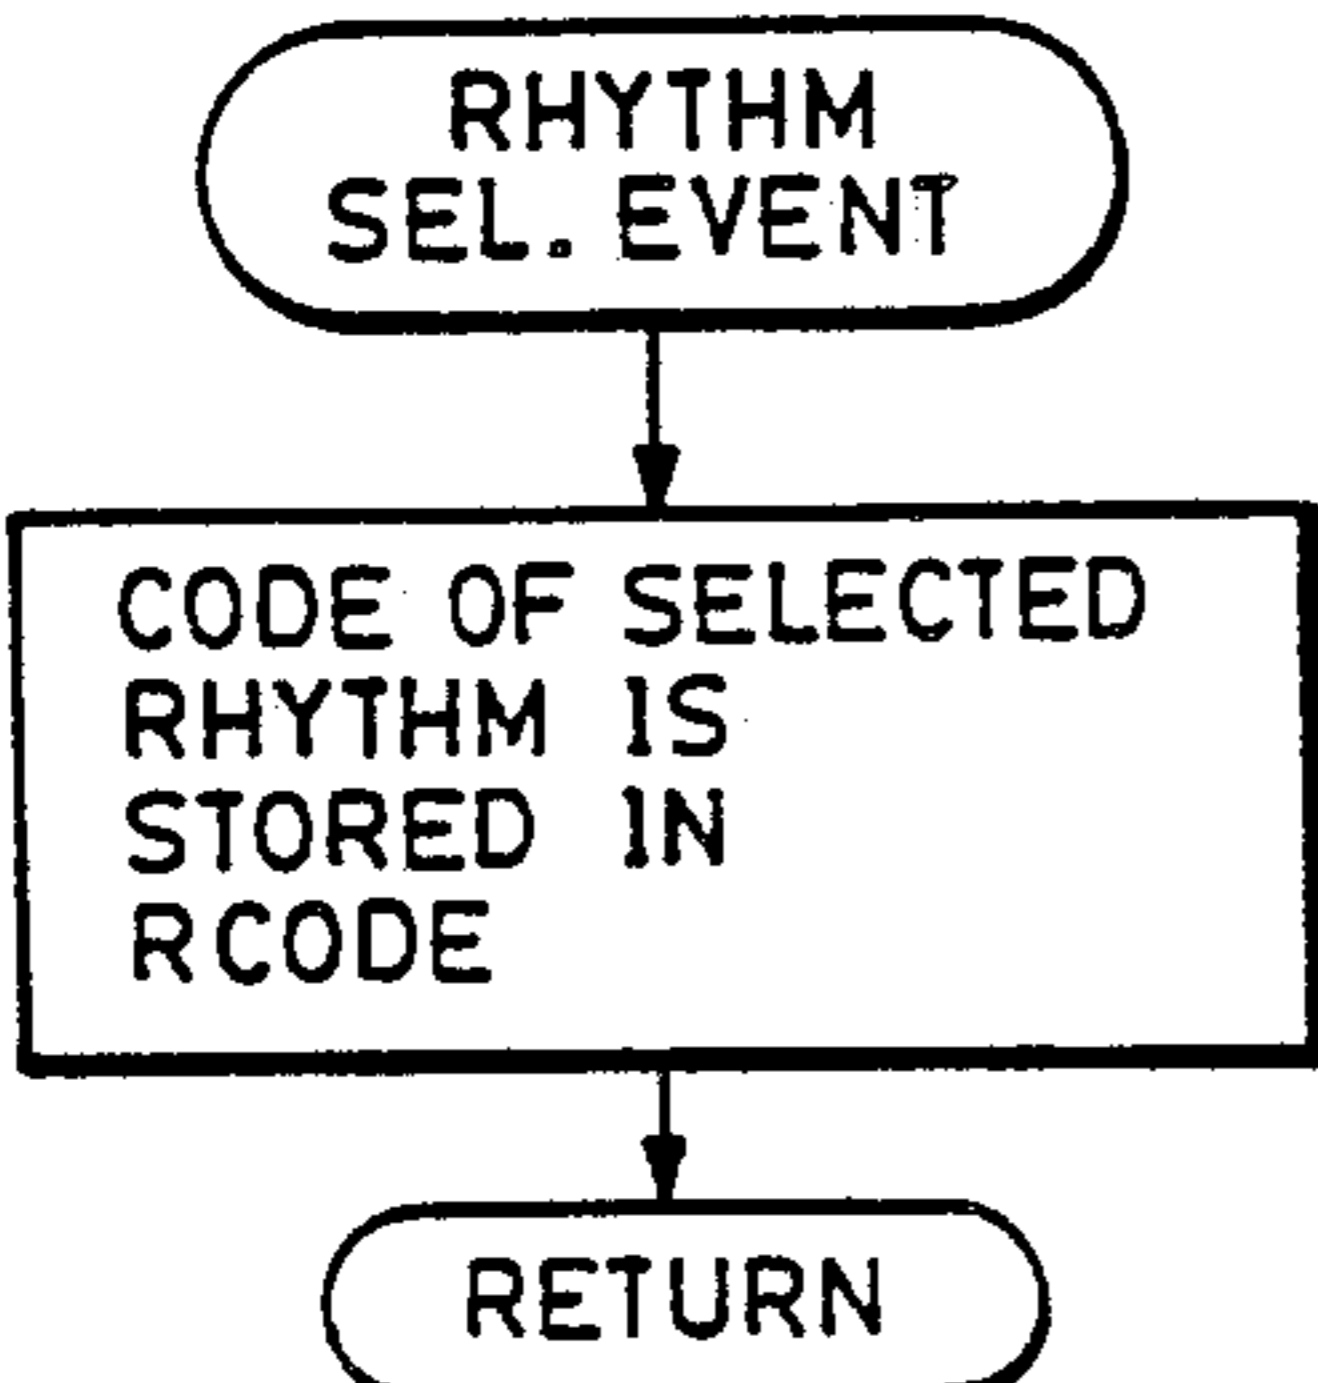 RHYTHM
SEL. EVENT
CODE OF SELECTED
RHYTHM IS
STORED IN
RCODE
RETURN